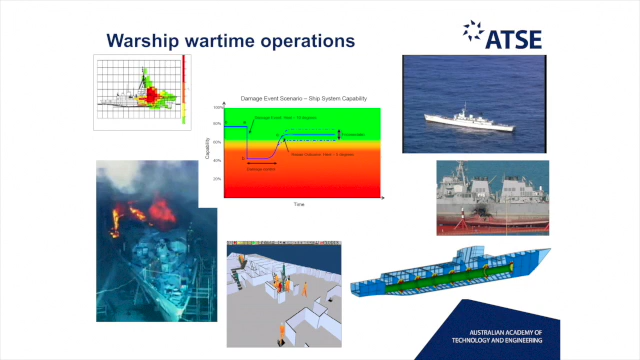 Warship wartime operations
ATSE
Damage Event Scenario – Ship System Capability
100%
80%
60%
40%
20%
Capability
Time
AUSTRALIAN ACADEMY OF
TECHNOLOGY AND ENGINEERING